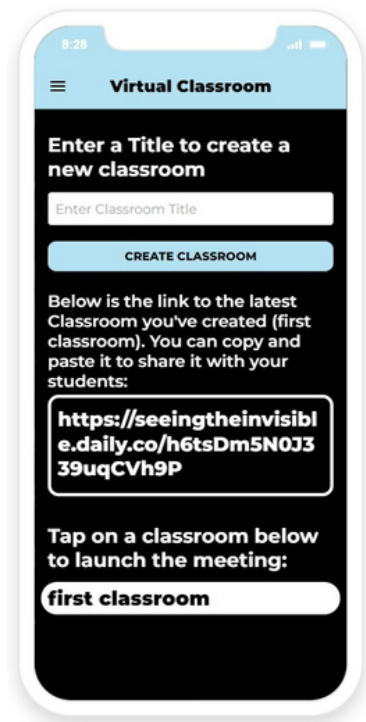 8:28
Virtual Classroom
Enter a Title to create a
new classroom
Enter Classroom Title
CREATE CLASSROOM
Below is the link to the latest
Classroom you've created (first
classroom). You can copy and
paste it to share it with your
students:
https://seeingtheinvisibl
e.daily.co/h6tsDm5N0J3
39uqCVh9P
Tap on a classroom below
to launch the meeting:
first classroom